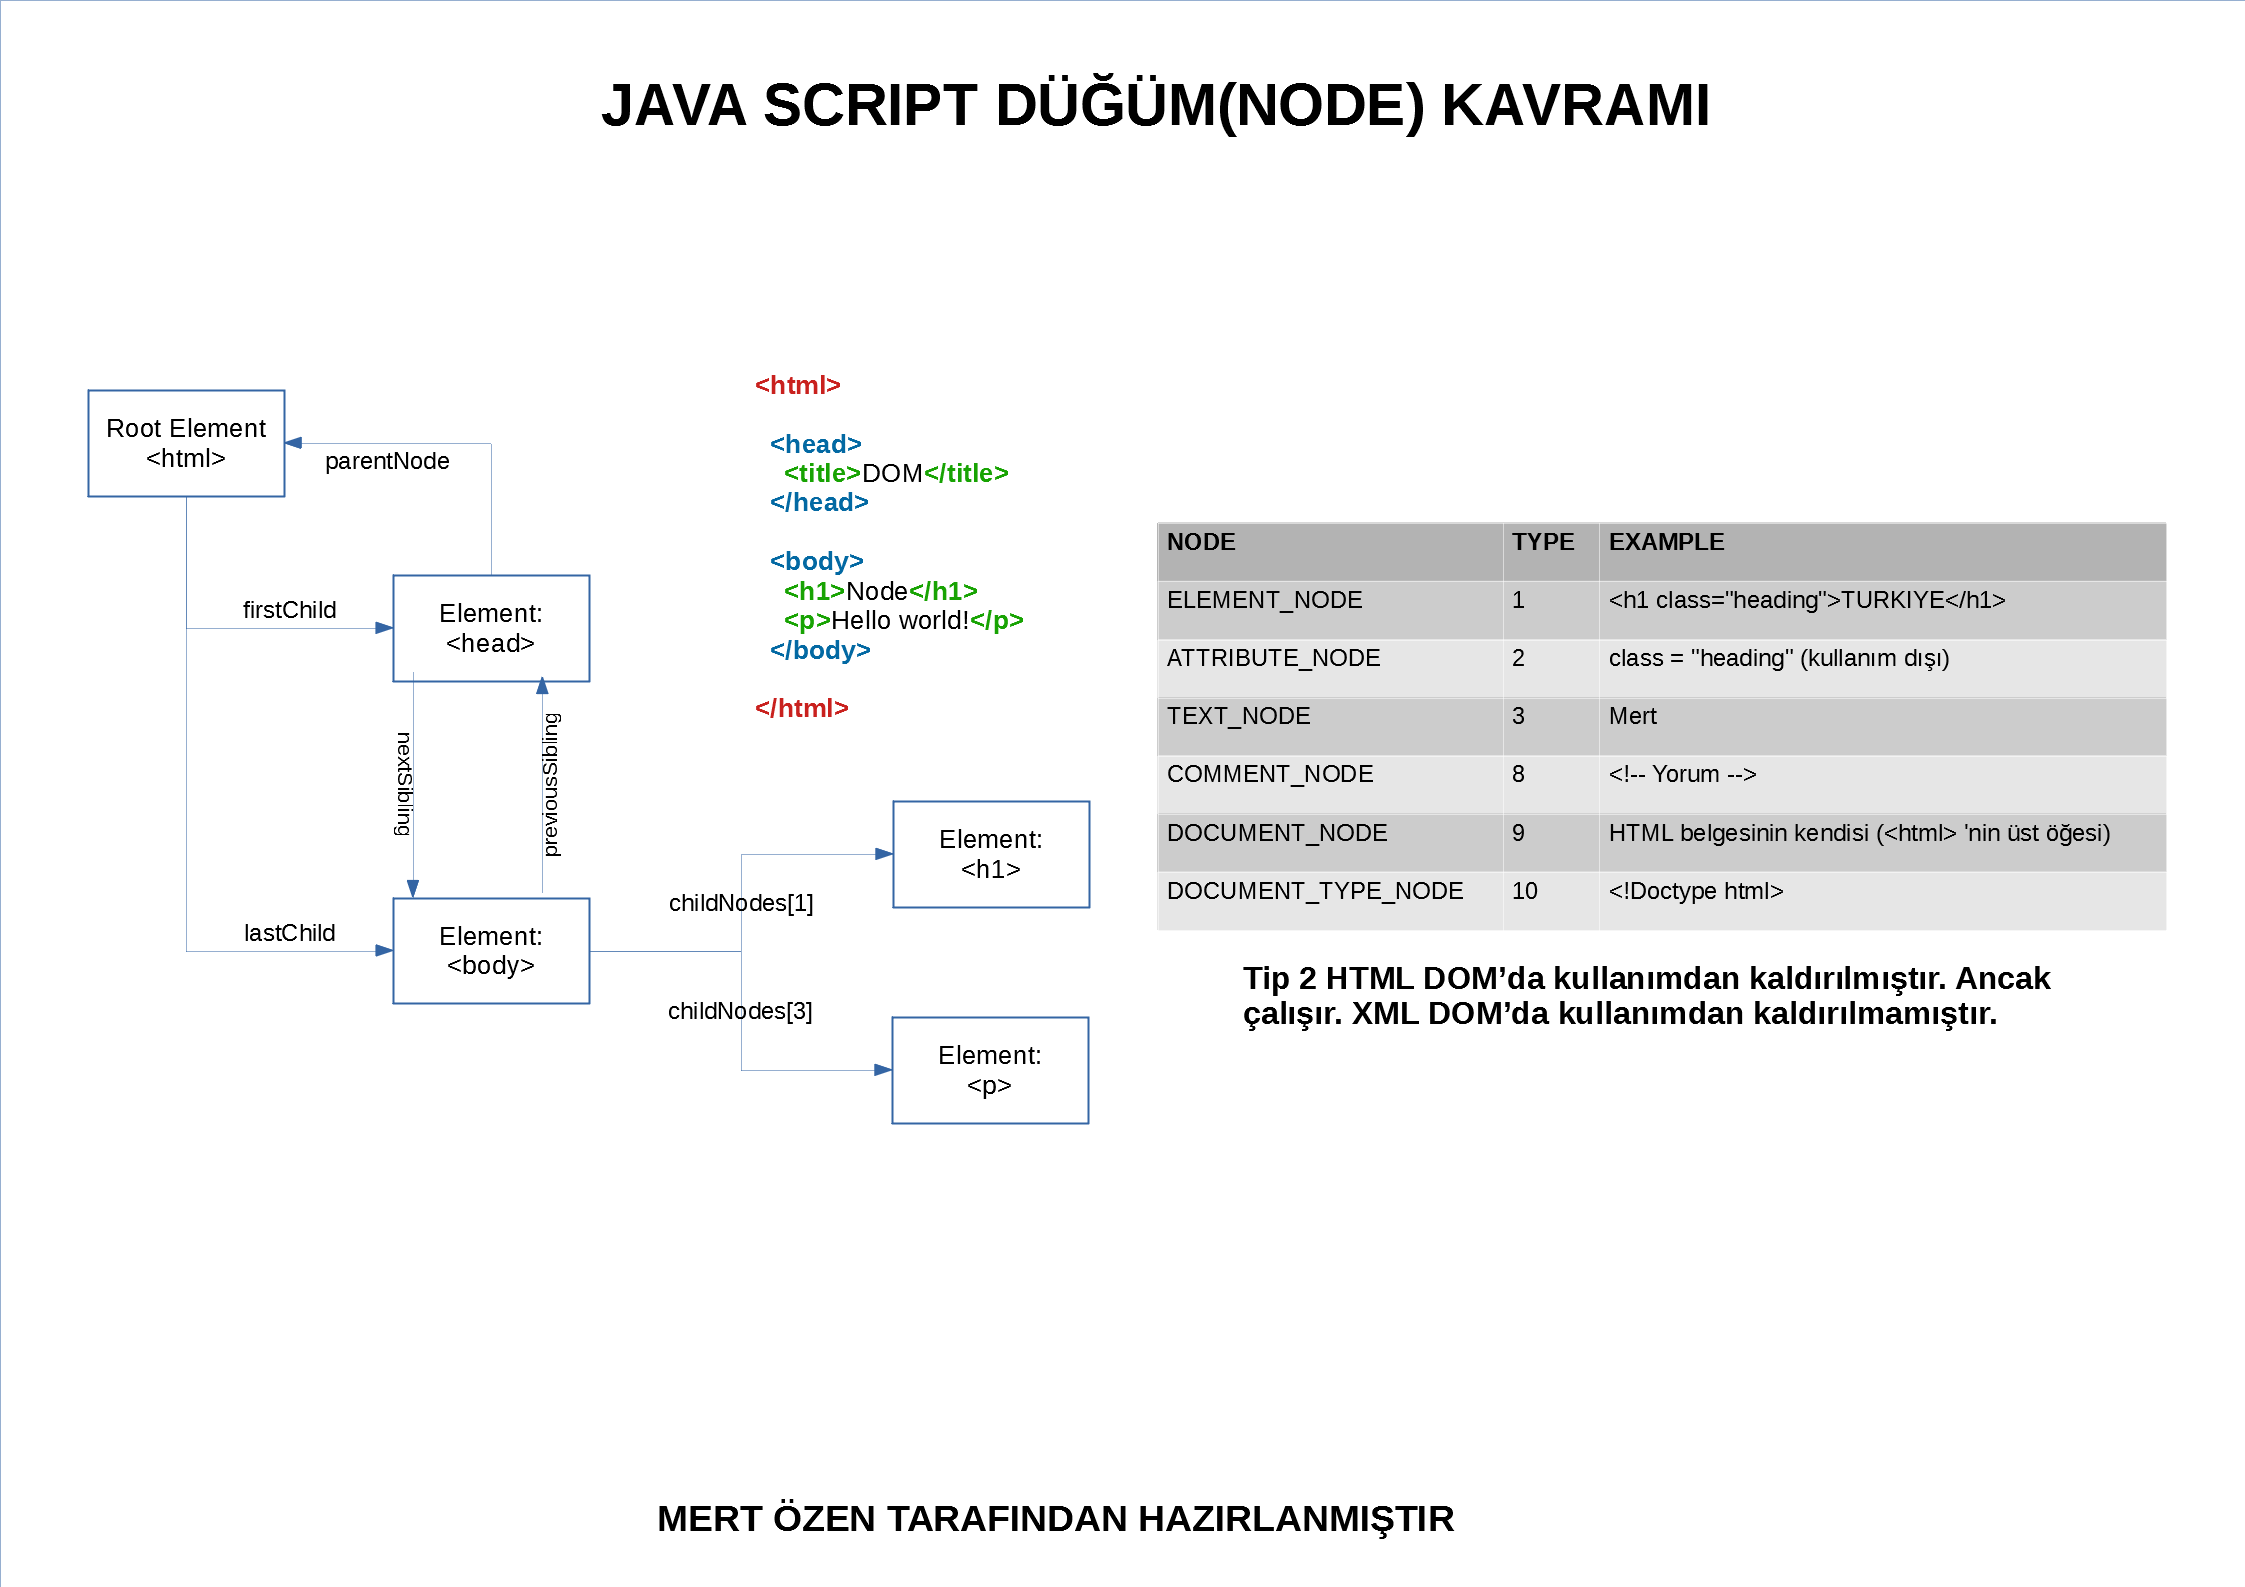 JAVA SCRIPT DÜĞÜM(NODE) KAVRAMI
Root Element
<html>
parentNode
firstChild
Element:
<head>
nextSibling
previousSibling
lastChild
Element:
<body>
childNodes[1]
childNodes[3]
Element:
<h1>
Element:
<p>
<html>
<head>
<title>DOM</title>
</head>
<body>
<h1>Node</h1>
<p>Hello world!</p>
</body>
</html>
NODE TYPE EXAMPLE
ELEMENT_NODE 1 <h1 class="heading">TURKIYE</h1>
ATTRIBUTE_NODE 2 class = "heading" (kullanım dışı)
TEXT_NODE 3 Mert
COMMENT_NODE 8 <!-- Yorum -->
DOCUMENT_NODE 9 HTML belgesinin kendisi (<html> 'nin üst öğesi)
DOCUMENT_TYPE_NODE 10 <!Doctype html>
Tip 2 HTML DOM’da kullanımdan kaldırılmıştır. Ancak
çalışır. XML DOM’da kullanımdan kaldırılmamıştır.
MERT ÖZEN TARAFINDAN HAZIRLANMIŞTIR